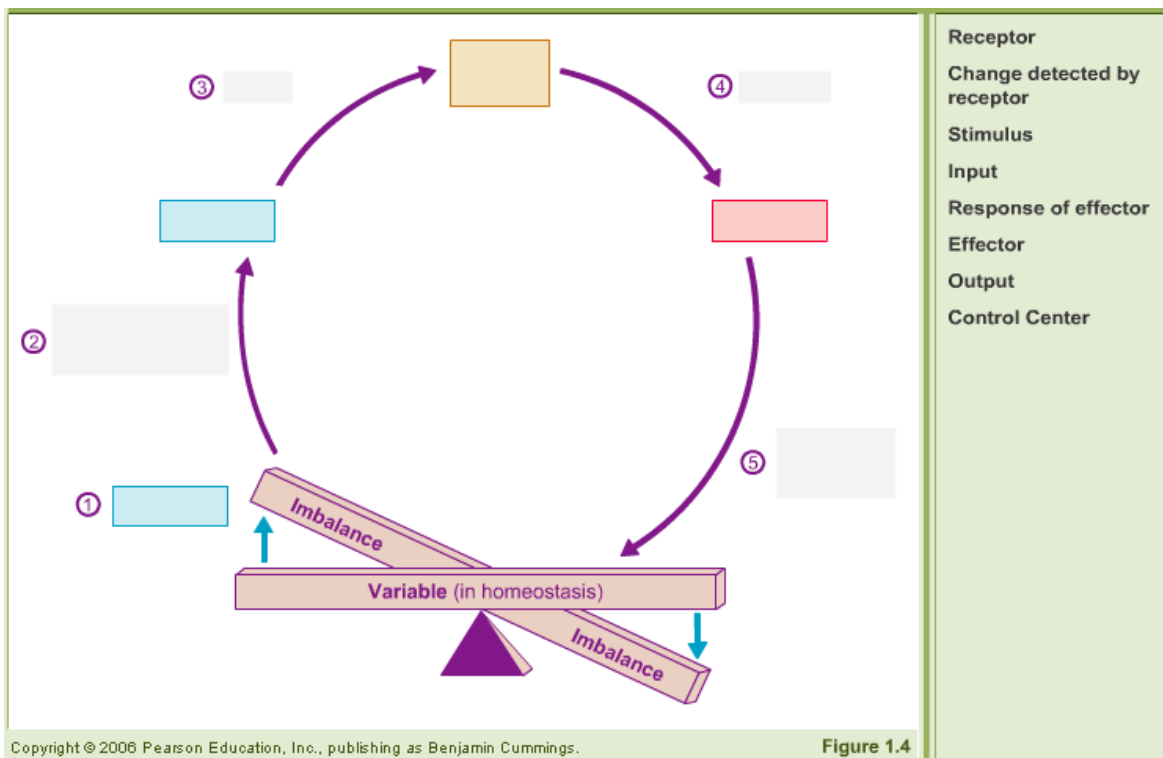 ③
④
②
①
⑤
Imbalance
Variable (in homeostasis)
Imbalance
Receptor
Change detected by
receptor
Stimulus
Input
Response of effector
Effector
Output
Control Center
Copyright © 2006 Pearson Education, Inc., publishing as Benjamin Cummings.
Figure 1.4